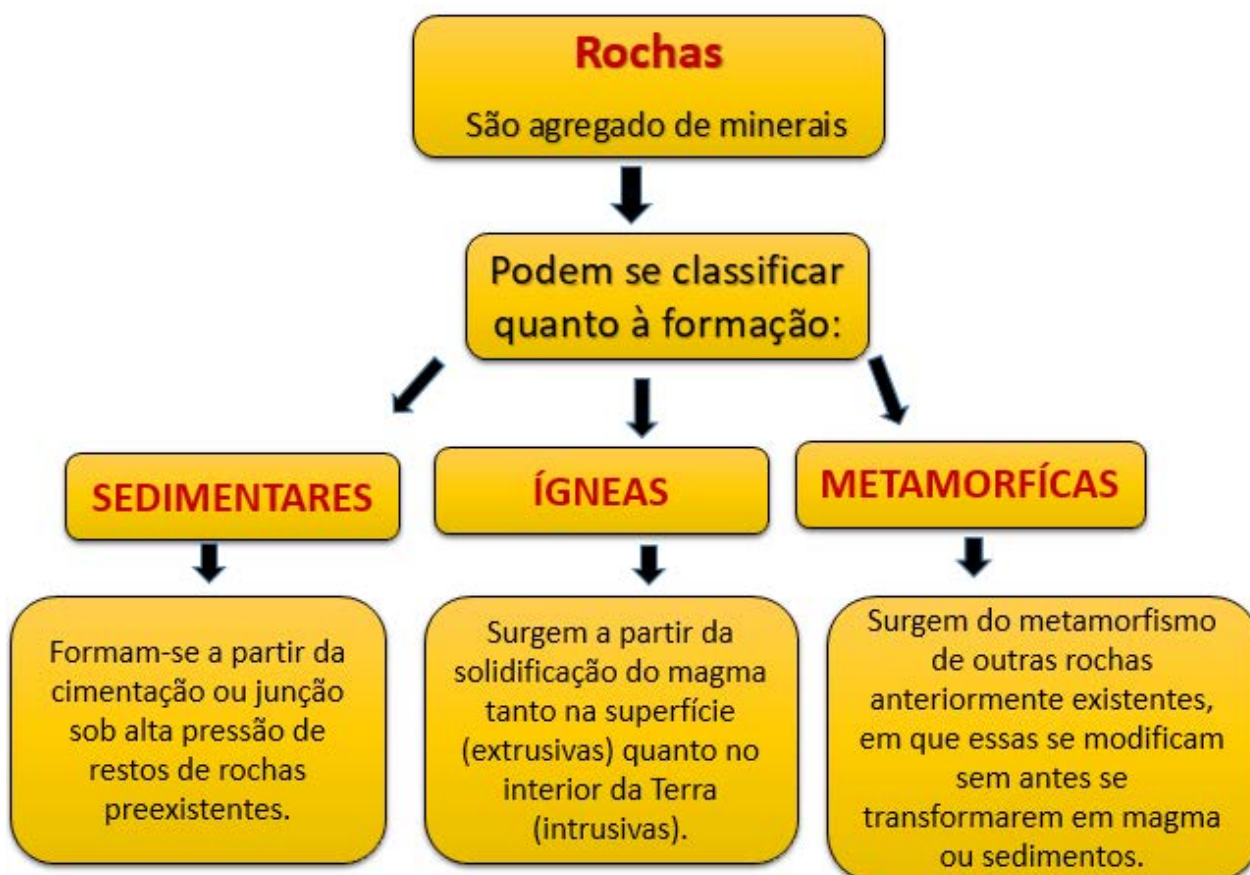 Rochas
São agregado de minerais
Podem se classificar
quanto à formação:
SEDIMENTARES
ÍGNEAS
METAMORFÍCAS
Formam-se a partir da
cimentação ou junção
sob alta pressão de
restos de rochas
preexistentes.
Surgem a partir da
solidificação do magma
tanto na superfície
(extrusivas) quanto no
interior da Terra
(intrusivas).
Surgem do metamorfismo
de outras rochas
anteriormente existentes,
em que essas se modificam
sem antes se
transformarem em magma
ou sedimentos.